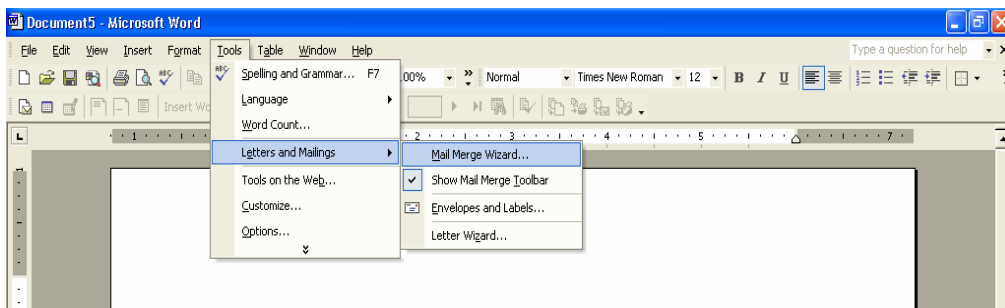 Document5 - Microsoft Word
File Edit View Insert Format Tools Table Window Help Type a question for help
Spelling and Grammar... F7 00% Normal Times New Roman 12 B I U
Language Insert
Word Count...
1 2 3 4 5 7
Letters and Mailings Mail Merge Wizard...
Tools on the Web... Show Mail Merge Toolbar
Customize... Envelopes and Labels...
Options... Letter Wizard...